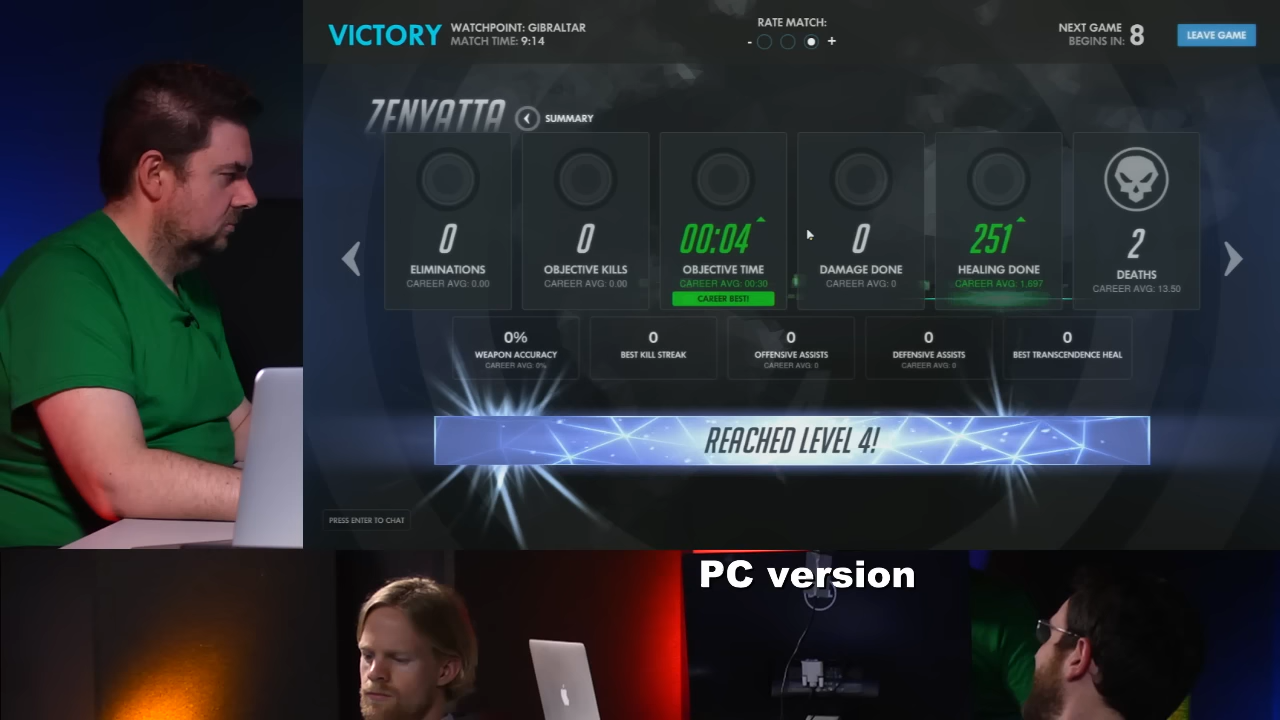 VICTORY
WATCHPOINT: GIBRALTAR
MATCH TIME: 9:14
RATE MATCH:
- +
NEXT GAME
BEGINS IN: 8
LEAVE GAME
ZENYATTA
SUMMARY
0
ELIMINATIONS
CAREER AVG: 0.00
0
OBJECTIVE KILLS
CAREER AVG: 0.00
00:04
OBJECTIVE TIME
CAREER AVG: 00:30
CAREER BEST!
0
DAMAGE DONE
CAREER AVG: 0
251
HEALING DONE
CAREER AVG: 1,697
2
DEATHS
CAREER AVG: 13.50
0%
WEAPON ACCURACY
CAREER AVG: 0%
0
BEST KILL STREAK
0
OFFENSIVE ASSISTS
CAREER AVG: 0
0
DEFENSIVE ASSISTS
CAREER AVG: 0
0
BEST TRANSCENDENCE HEAL
REACHED LEVEL 4!
PRESS ENTER TO CHAT
PC version